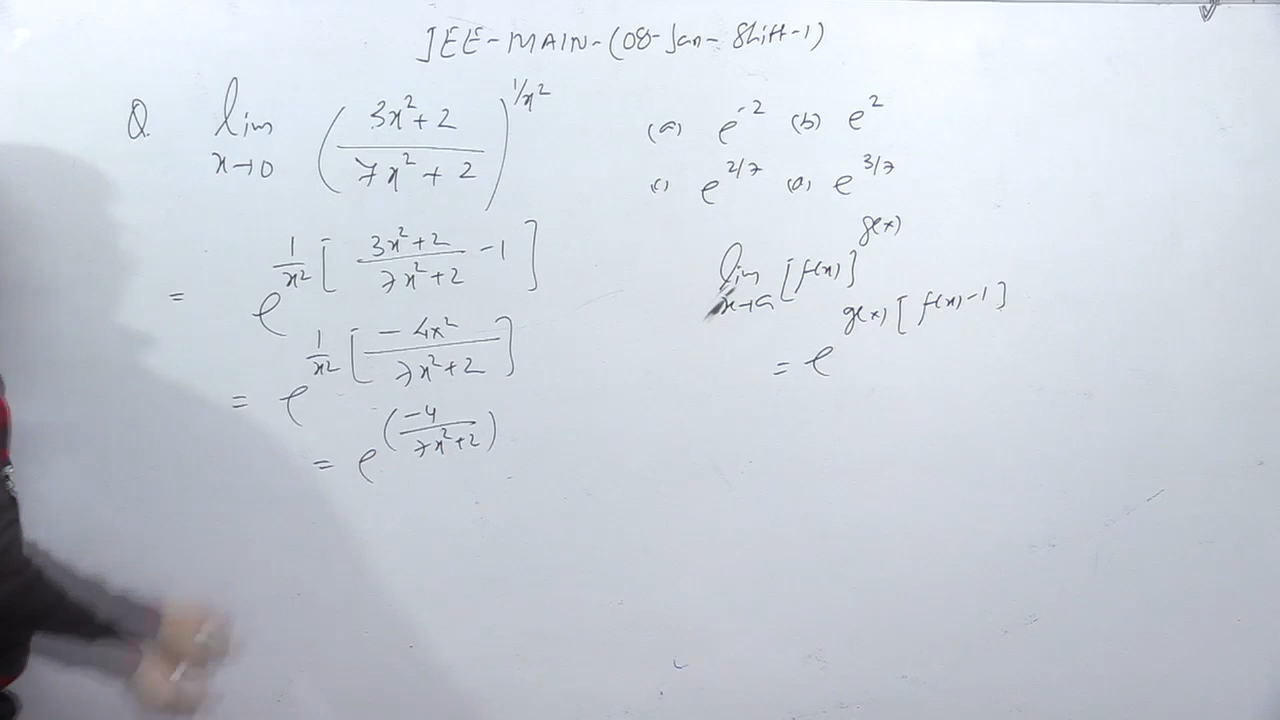 JEE-MAIN-(08-Jan-Shift-1)
Q. lim x→0 ( (3x²+2)/(7x²+2) )^(1/x²)
(a) e^-2 (b) e^2
(c) e^2/7 (d) e^3/7
= e^( 1/x² [ (3x²+2)/(7x²+2) -1 ] )
= e^( 1/x² [ (-4x²)/(7x²+2) ] )
= e^( (-4)/(7x²+2) )
lim x→a [f(x)]^g(x)
= e^( g(x) [f(x)-1] )